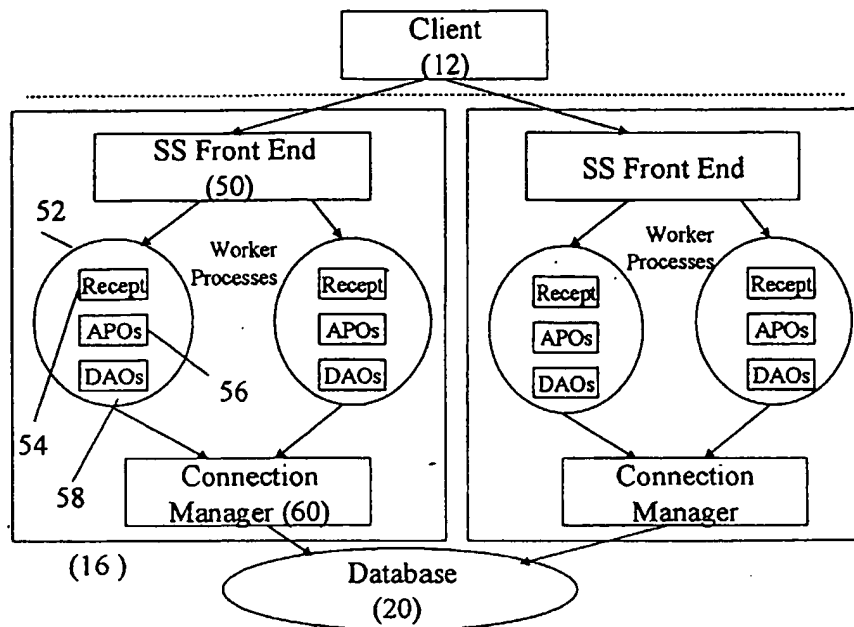 Client
(12)
SS Front End
(50)
SS Front End
52
Worker
Processes
Worker
Processes
Recept
APOs
DAOs
Recept
APOs
DAOs
Recept
APOs
DAOs
Recept
APOs
DAOs
54
56
58
Connection
Manager (60)
Connection
Manager
(16 )
Database
(20)